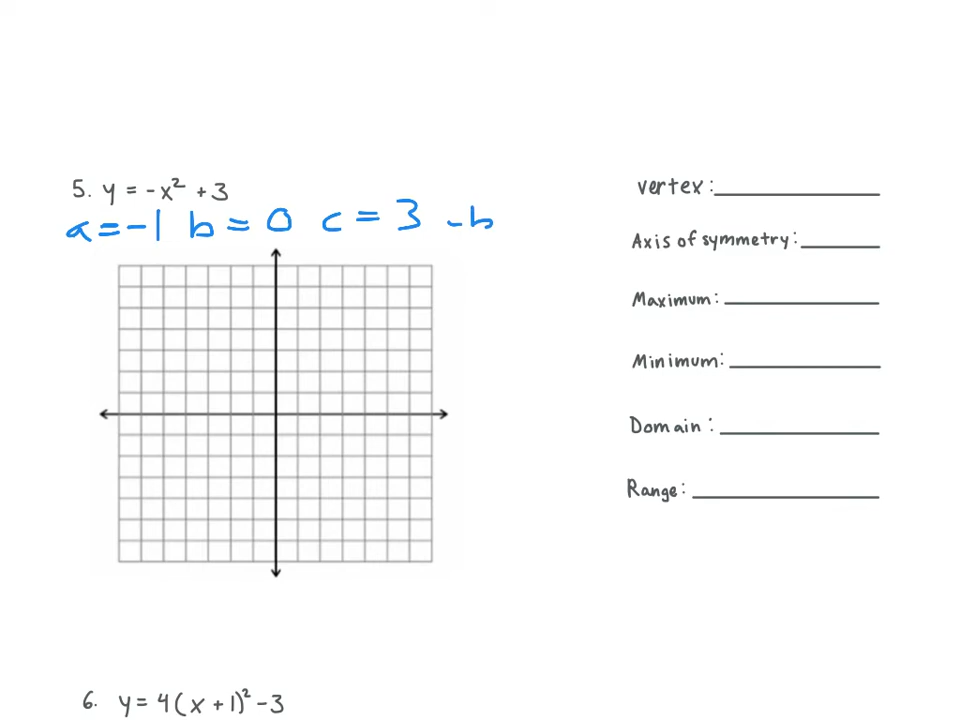 5. y = -x² + 3
a = -1 b = 0 c = 3 -b
vertex:
Axis of symmetry:
Maximum:
Minimum:
Domain:
Range:
6. y = 4(x + 1)² - 3